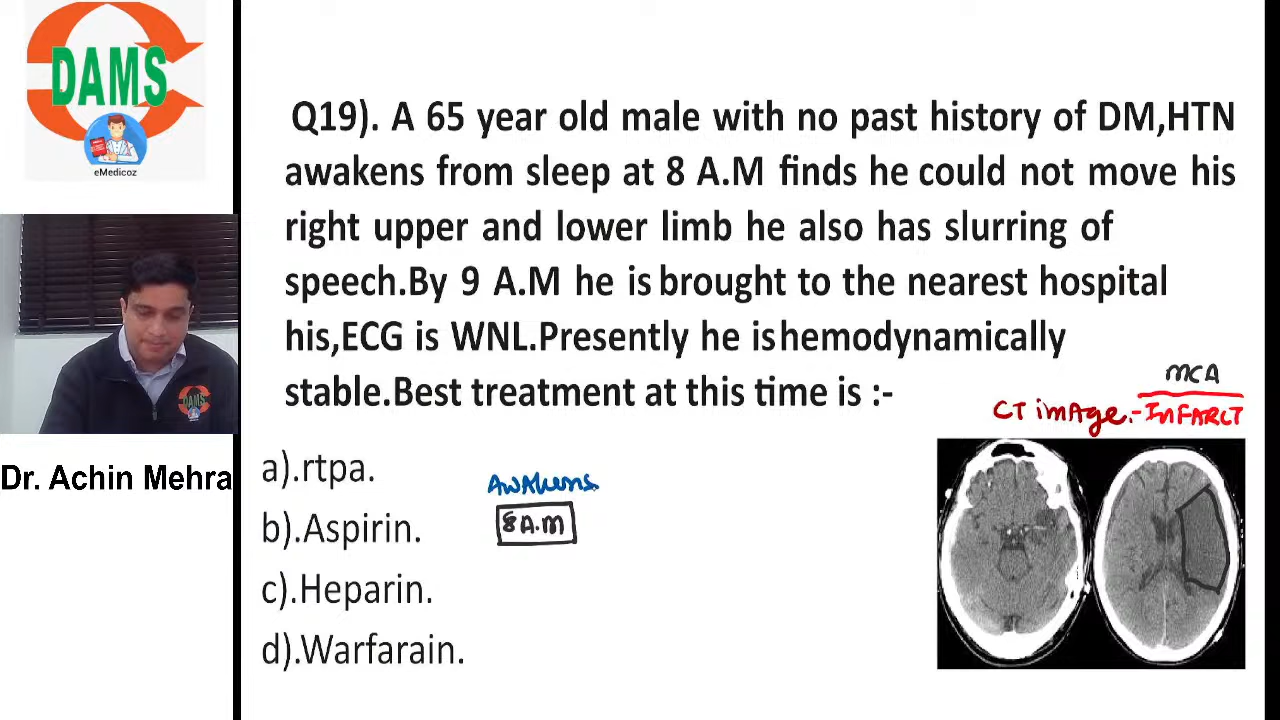 DAMS
eMedicoz
Q19). A 65 year old male with no past history of DM,HTN
awakens from sleep at 8 A.M finds he could not move his
right upper and lower limb he also has slurring of
speech.By 9 A.M he is brought to the nearest hospital
his,ECG is WNL.Presently he is hemodynamically
stable.Best treatment at this time is :-
MCA
CT image.- INFARCT
a).rtpa.
Awakens.
b).Aspirin.
8 A.M
c).Heparin.
d).Warfarain.
DAMS
Dr. Achin Mehra